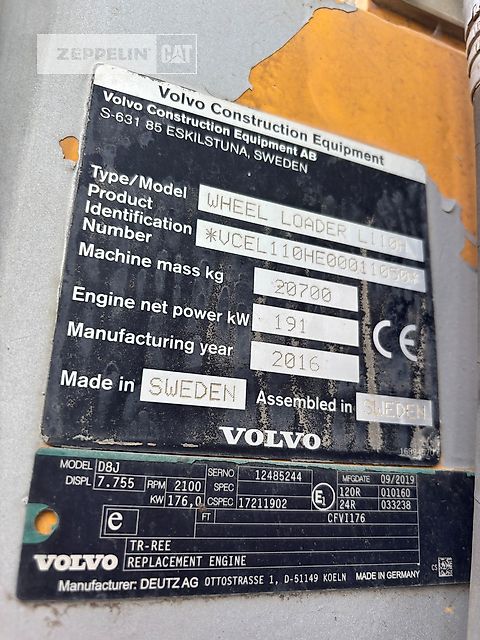 ZEPPELIN CAT
Volvo Construction Equipment
Volvo Construction Equipment AB
S-631 85 ESKILSTUNA, SWEDEN
Type/Model WHEEL LOADER L110H
Product
Identification
Number *VCEL110HE00011050*
Machine mass kg 20700
Engine net power kW 191
Manufacturing year 2016
CE
Made in SWEDEN Assembled in SWEDEN
VOLVO
MODEL D8J SERNO 12485244 MFGDATE 09/2019
DISPL 7.755 RPM 2100 SPEC E1 120R 010160
KW 176,0 CSPEC 17211902 24R 033238
e FT CFVI176
TR-REE
VOLVO REPLACEMENT ENGINE
Manufacturer: DEUTZ AG OTTOSTRASSE 1, D-51149 KOELN MADE IN GERMANY CS